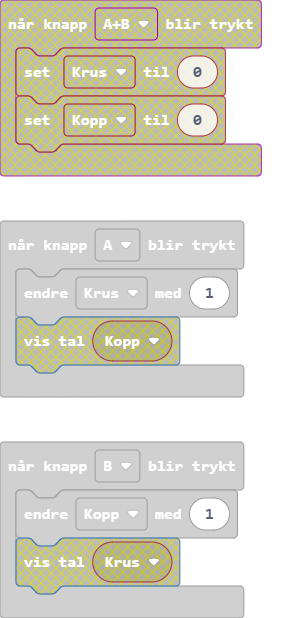 når knapp A+B blir trykt
set Krus til 0
set Kopp til 0
når knapp A blir trykt
endre Krus med 1
vis tal Kopp
når knapp B blir trykt
endre Kopp med 1
vis tal Krus